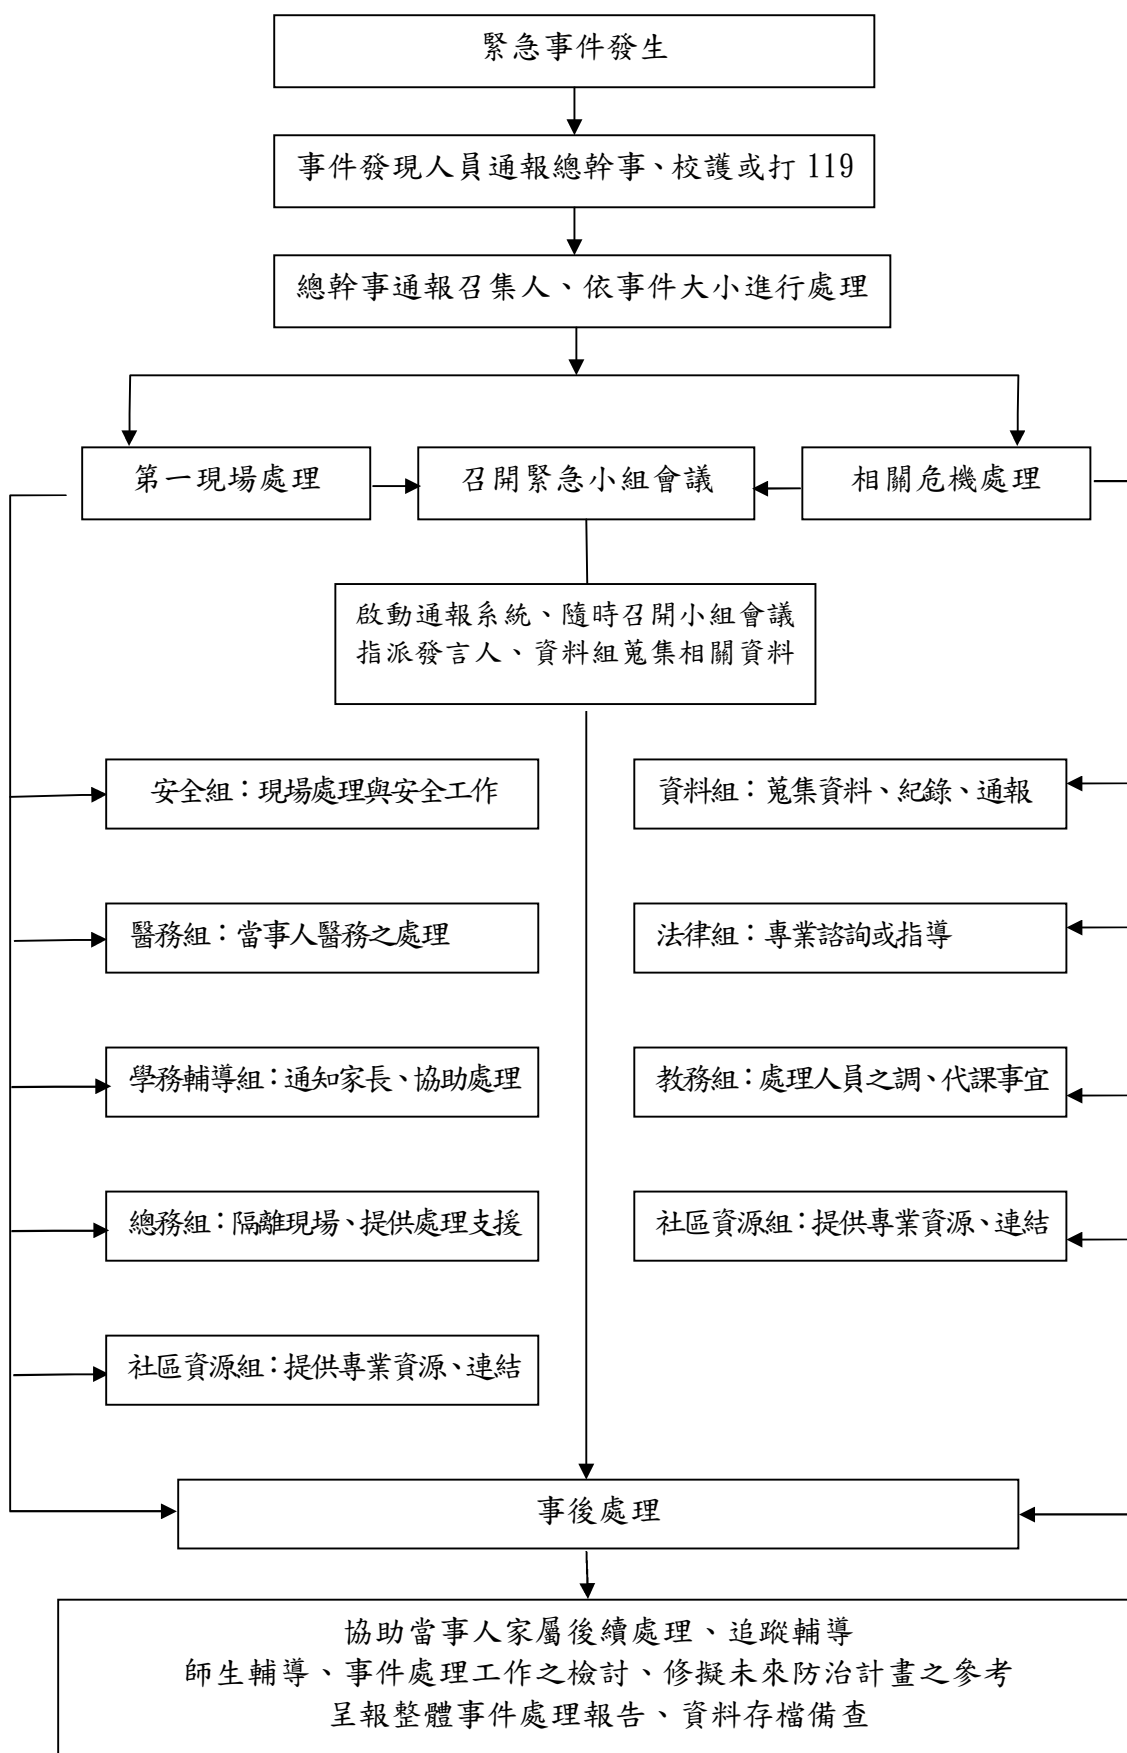 緊急事件發生
事件發現人員通報總幹事、校護或打 119
總幹事通報召集人、依事件大小進行處理
第一現場處理
召開緊急小組會議
相關危機處理
啟動通報系統、隨時召開小組會議
指派發言人、資料組蒐集相關資料
安全組：現場處理與安全工作
資料組：蒐集資料、紀錄、通報
醫務組：當事人醫務之處理
法律組：專業諮詢或指導
學務輔導組：通知家長、協助處理
教務組：處理人員之調、代課事宜
總務組：隔離現場、提供處理支援
社區資源組：提供專業資源、連結
社區資源組：提供專業資源、連結
事後處理
協助當事人家屬後續處理、追蹤輔導
師生輔導、事件處理工作之檢討、修擬未來防治計畫之參考
呈報整體事件處理報告、資料存檔備查